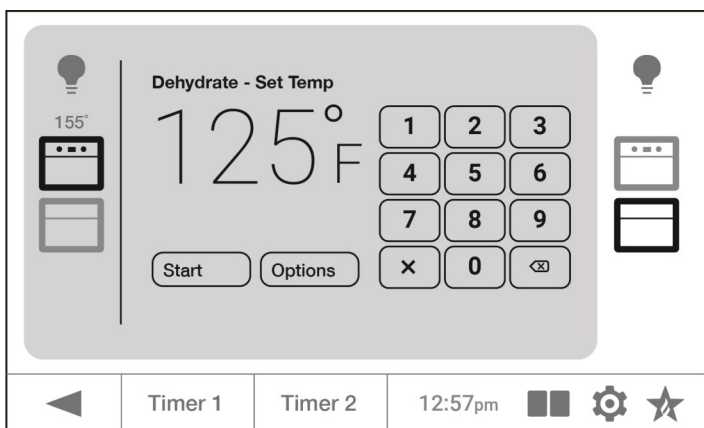 Dehydrate - Set Temp
155°
125°F
1 2 3
4 5 6
7 8 9
× 0
Start Options
Timer 1 Timer 2 12:57pm